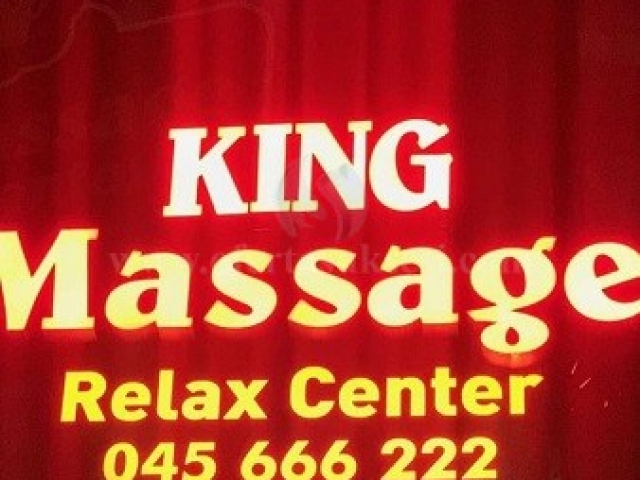 KING
Massage
Relax Center
045 666 222